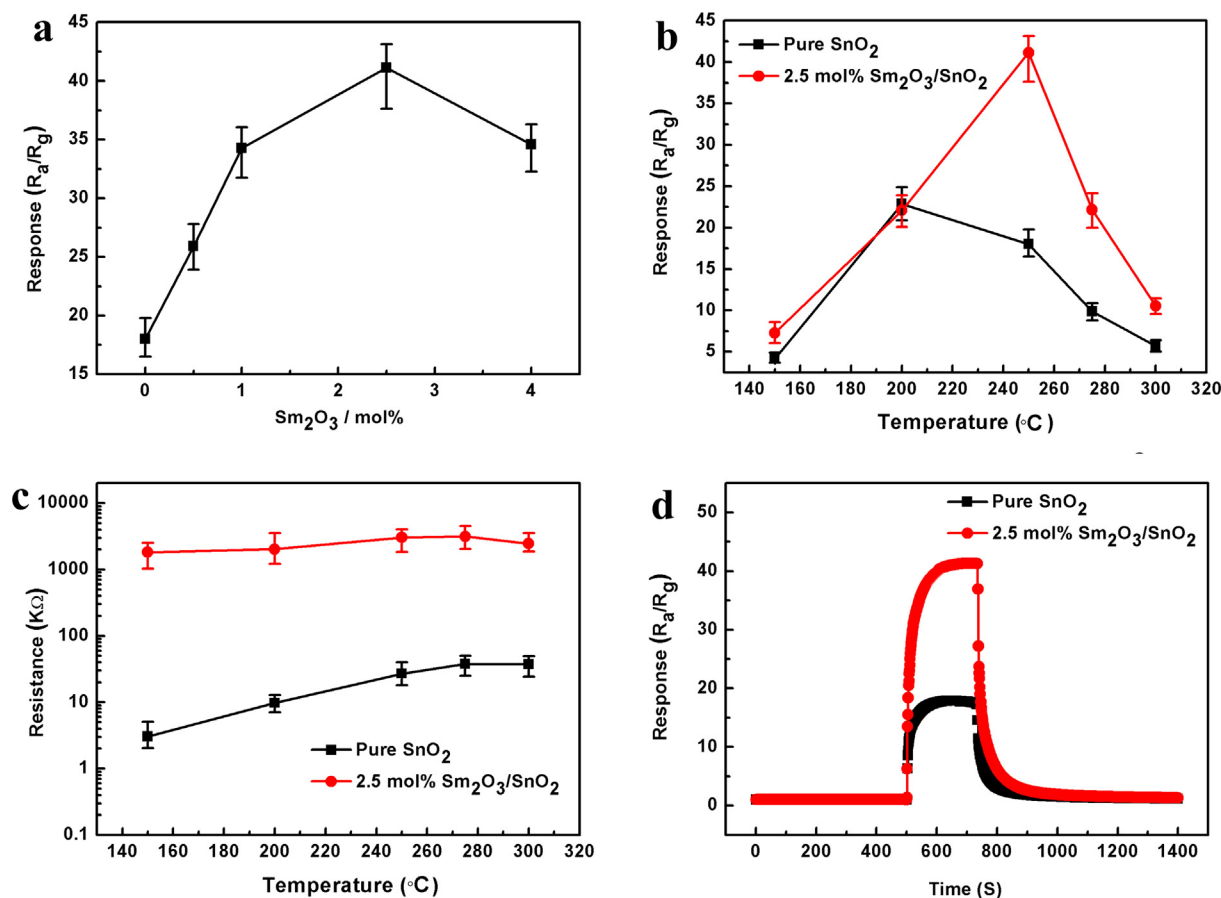 a
45
40
35
30
25
20
15
Response (Ra/Rg)
0 1 2 3 4
Sm2O3 / mol%
b
Pure SnO2
2.5 mol% Sm2O3/SnO2
45
40
35
30
25
20
15
10
5
Response (Ra/Rg)
140 160 180 200 220 240 260 280 300 320
Temperature (°C)
c
10000
1000
100
10
1
0.1
Resistance (KΩ)
Pure SnO2
2.5 mol% Sm2O3/SnO2
140 160 180 200 220 240 260 280 300 320
Temperature (°C)
d
Pure SnO2
2.5 mol% Sm2O3/SnO2
50
40
30
20
10
0
Response (Ra/Rg)
0 200 400 600 800 1000 1200 1400
Time (S)